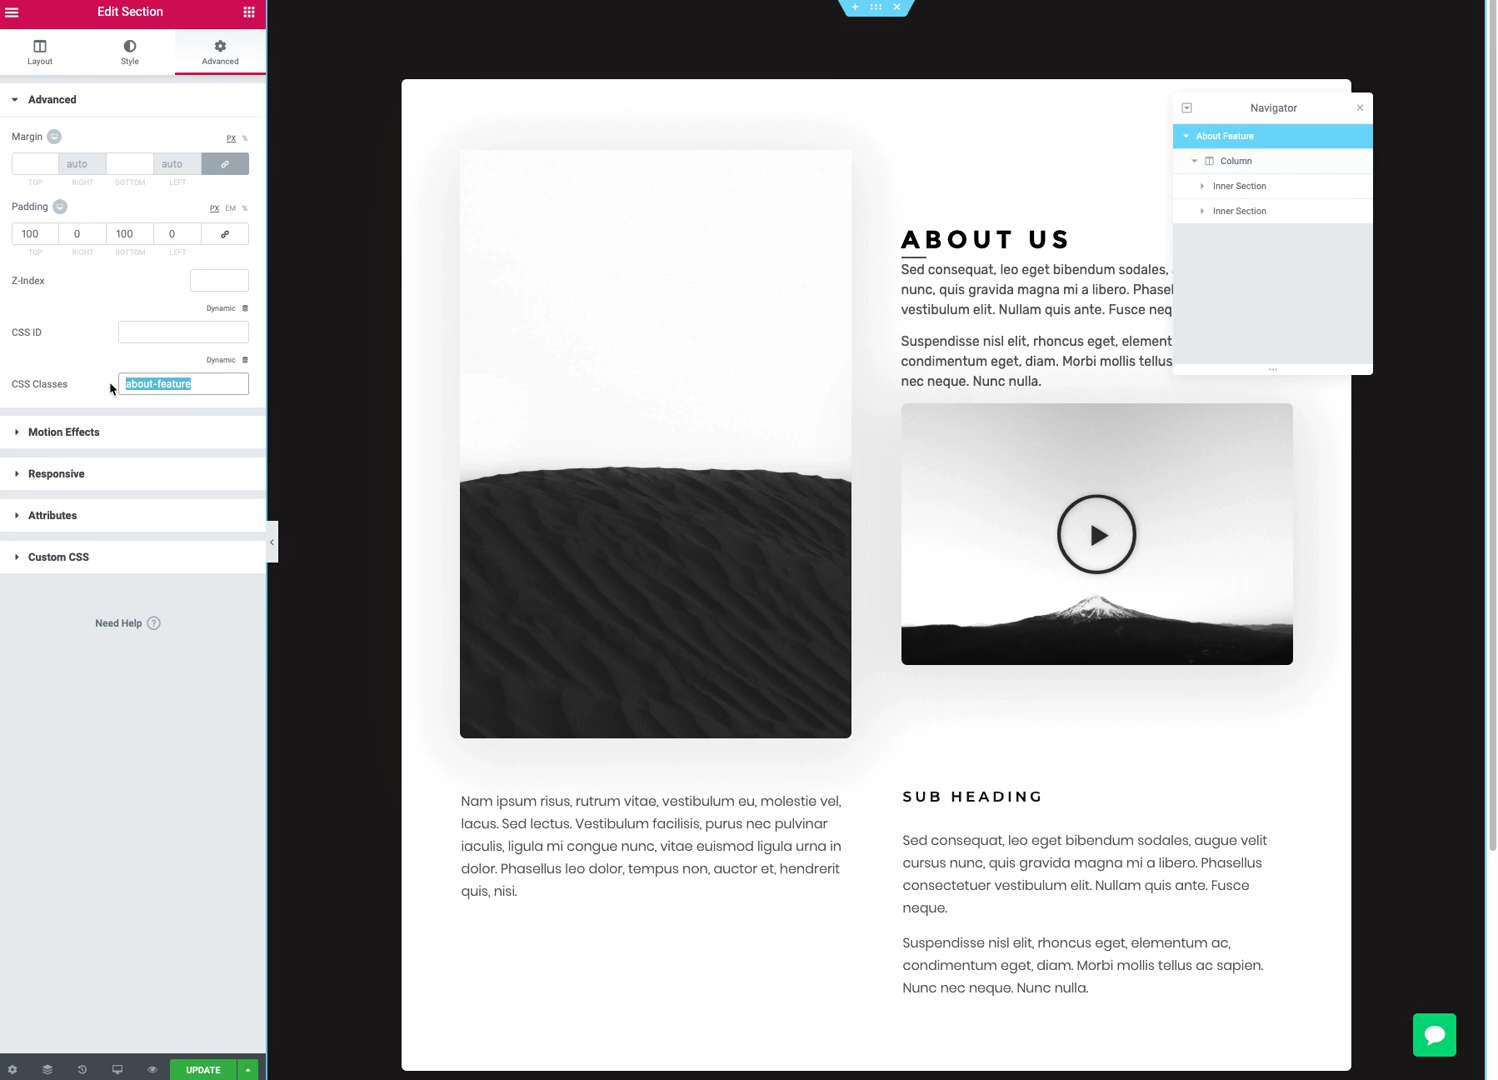 Edit Section
Layout
Style
Advanced
Advanced
Margin
PX %
auto
auto
TOP RIGHT BOTTOM LEFT
Padding
PX EM %
100 0 100 0
TOP RIGHT BOTTOM LEFT
Z-Index
Dynamic
CSS ID
Dynamic
CSS Classes
about-feature
Motion Effects
Responsive
Attributes
Custom CSS
Need Help ?
UPDATE
Navigator
About Feature
Column
Inner Section
Inner Section
ABOUT US
Sed consequat, leo eget bibendum sodales,
nunc, quis gravida magna mi a libero. Phasel
vestibulum elit. Nullam quis ante. Fusce neq
Suspendisse nisl elit, rhoncus eget, element
condimentum eget, diam. Morbi mollis tellus
nec neque. Nunc nulla.
Nam ipsum risus, rutrum vitae, vestibulum eu, molestie vel,
lacus. Sed lectus. Vestibulum facilisis, purus nec pulvinar
iaculis, ligula mi congue nunc, vitae euismod ligula urna in
dolor. Phasellus leo dolor, tempus non, auctor et, hendrerit
quis, nisi.
SUB HEADING
Sed consequat, leo eget bibendum sodales, augue velit
cursus nunc, quis gravida magna mi a libero. Phasellus
consectetuer vestibulum elit. Nullam quis ante. Fusce
neque.
Suspendisse nisl elit, rhoncus eget, elementum ac,
condimentum eget, diam. Morbi mollis tellus ac sapien.
Nunc nec neque. Nunc nulla.